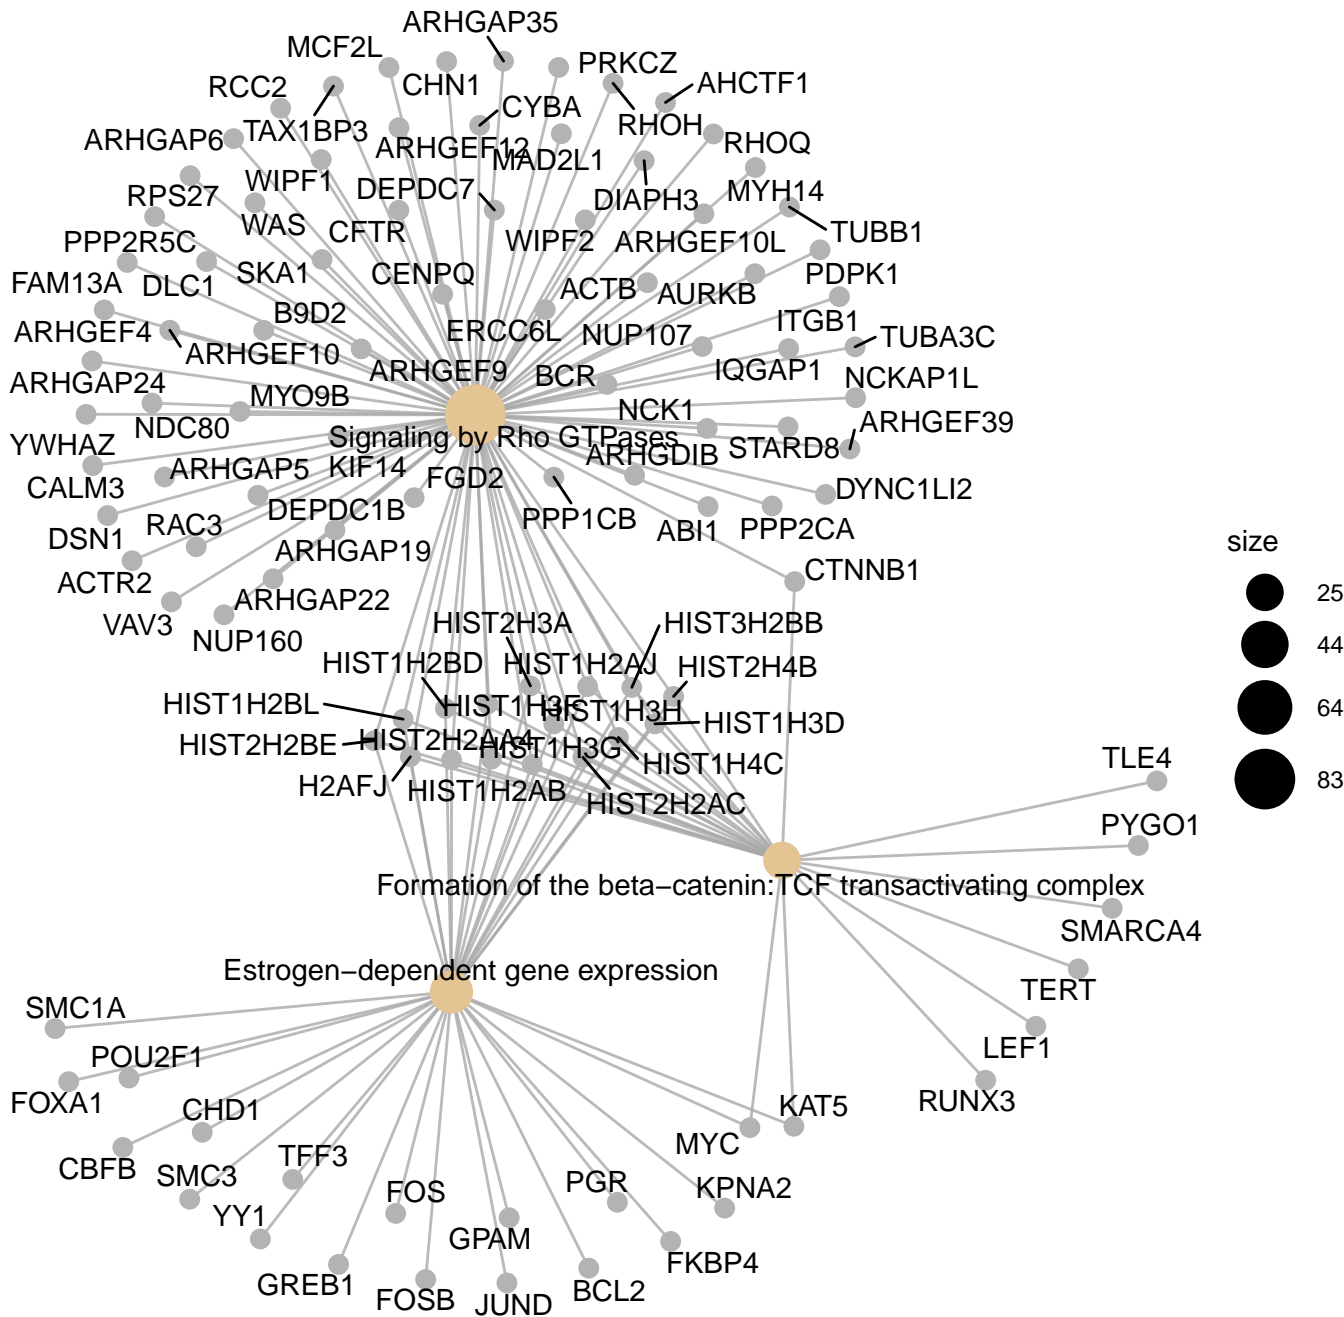 ARHGAP35
MCF2L
PRKCZ
CHN1
AHCTF1
RCC2
CYBA
TAX1BP3
RHOH
ARHGAP6
ARHGEF12
RHOQ
MAD2L1
WIPF1
DEPDC7
MYH14
RPS27
DIAPH3
WAS
CFTR
WIPF2
ARHGEF10L
TUBB1
PPP2R5C
SKA1
CENPQ
PDPK1
FAM13A
DLC1
ACTB
AURKB
B9D2
ITGB1
ARHGEF4
ERCC6L
NUP107
TUBA3C
ARHGEF10
ARHGEF9
BCR
IQGAP1
ARHGAP24
NCKAP1L
MYO9B
NCK1
NDC80
ARHGEF39
YWHAZ
Signaling by Rho GTPases
STARD8
ARHGDIB
ARHGAP5
KIF14
FGD2
CALM3
DYNC1LI2
DEPDC1B
PPP1CB
ABI1
PPP2CA
DSN1
RAC3
ARHGAP19
size
ACTR2
CTNNB1
25
ARHGAP22
VAV3
NUP160
HIST2H3A
HIST3H2BB
44
HIST1H2BD
HIST1H2AJ
HIST2H4B
HIST1H2BL
HIST1H3F
HIST1H3H
64
HIST1H3D
HIST2H2BE
HIST2H2AA4
HIST1H3G
HIST1H4C
TLE4
H2AFJ
HIST1H2AB
83
HIST2H2AC
PYGO1
Formation of the beta−catenin:TCF transactivating complex
SMARCA4
Estrogen−dependent gene expression
TERT
SMC1A
LEF1
POU2F1
FOXA1
RUNX3
CHD1
KAT5
MYC
TFF3
CBFB
SMC3
PGR
KPNA2
FOS
YY1
GPAM
FKBP4
GREB1
BCL2
FOSB
JUND